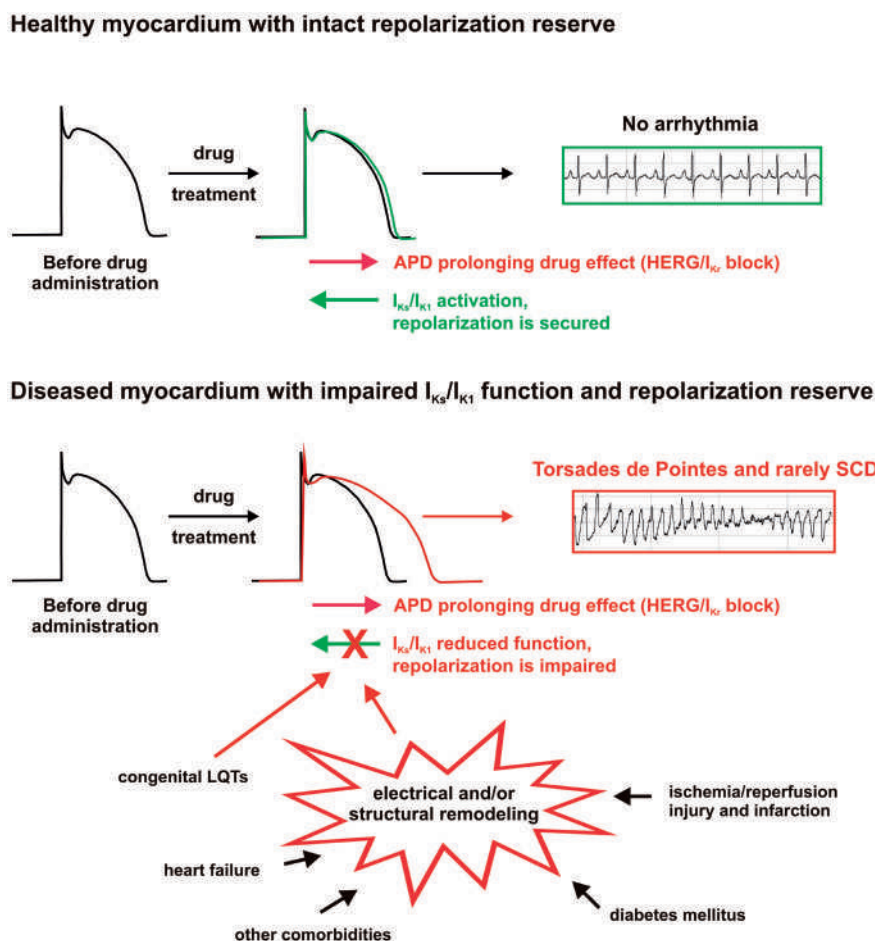 Healthy myocardium with intact repolarization reserve
No arrhythmia
drug
treatment
Before drug
administration
APD prolonging drug effect (HERG/IKr block)
IKs/IK1 activation,
repolarization is secured
Diseased myocardium with impaired IKs/IK1 function and repolarization reserve
Torsades de Pointes and rarely SCD
drug
treatment
Before drug
administration
APD prolonging drug effect (HERG/IKr block)
IKs/IK1 reduced function,
repolarization is impaired
X
congenital LQTs
electrical and/or
structural remodeling
ischemia/reperfusion
injury and infarction
heart failure
diabetes mellitus
other comorbidities